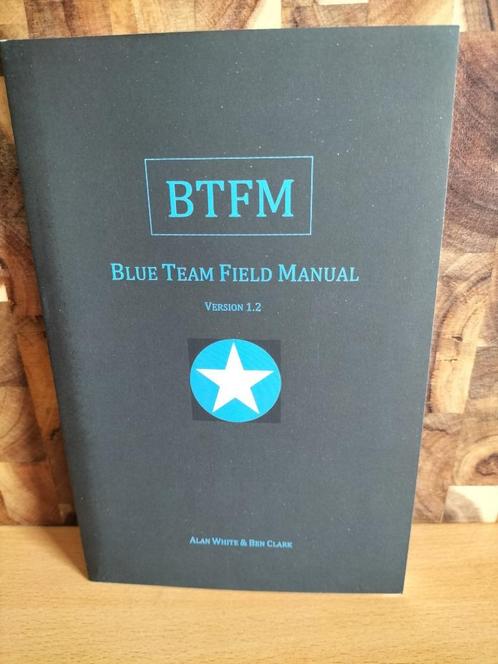 BTFM
BLUE TEAM FIELD MANUAL
VERSION 1.2
ALAN WHITE & BEN CLARK